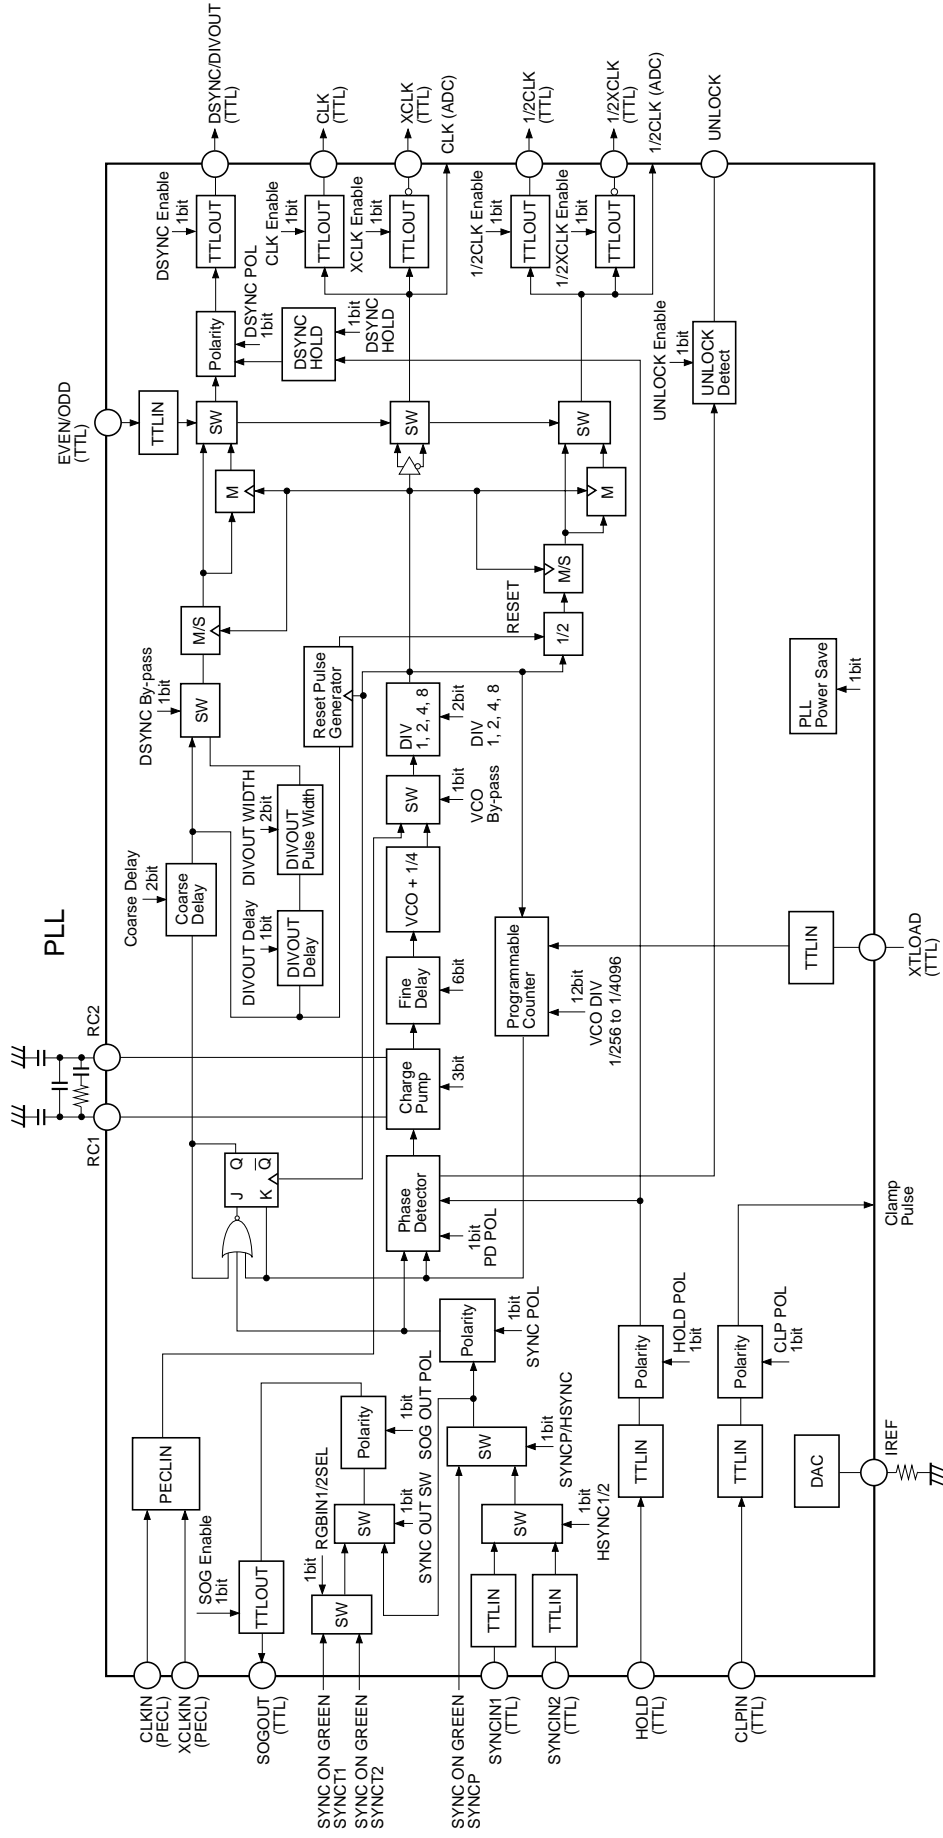 PLL
CLKIN
(PECL)
XCLKIN
(PECL)
PECLIN
SOG Enable
1bit
TTLOUT
SOGOUT
(TTL)
SYNC ON GREEN
SYNCT1
SYNC ON GREEN
SYNCT2
1bit
RGBIN1/2SEL
SW
SW
1bit
SYNC OUT SW
Polarity
1bit
SOG OUT POL
SYNC ON GREEN
SYNCP
SYNCIN1
(TTL)
SYNCIN2
(TTL)
TTLIN
TTLIN
SW
1bit
HSYNC1/2
SW
1bit
SYNCP/HSYNC
Polarity
1bit
SYNC POL
HOLD
(TTL)
TTLIN
Polarity
HOLD POL
1bit
CLPIN
(TTL)
TTLIN
Polarity
CLP POL
1bit
Clamp
Pulse
DAC
IREF
RC1
RC2
J
Q
K
Q
Phase
Detector
1bit
PD POL
Charge
Pump
3bit
Fine
Delay
6bit
VCO + 1/4
SW
1bit
VCO
By-pass
DIV
1, 2, 4, 8
2bit
DIV
1, 2, 4, 8
Coarse Delay
2bit
Coarse
Delay
DIVOUT Delay
1bit
DIVOUT
Delay
DIVOUT WIDTH
2bit
DIVOUT
Pulse Width
DSYNC By-pass
1bit
SW
Reset Pulse
Generator
Programmable
Counter
12bit
VCO DIV
1/256 to 1/4096
TTLIN
XTLOAD
(TTL)
PLL
Power Save
1bit
RESET
1/2
M/S
M/S
M
M
EVEN/ODD
(TTL)
TTLIN
SW
SW
SW
Polarity
DSYNC POL
1bit
DSYNC
HOLD
1bit
DSYNC
HOLD
UNLOCK Enable
1bit
UNLOCK
Detect
DSYNC Enable
1bit
TTLOUT
DSYNC/DIVOUT
(TTL)
CLK Enable
1bit
TTLOUT
CLK
(TTL)
XCLK Enable
1bit
TTLOUT
XCLK
(TTL)
CLK (ADC)
1/2CLK Enable
1bit
TTLOUT
1/2CLK
(TTL)
1/2XCLK Enable
1bit
TTLOUT
1/2XCLK
(TTL)
1/2CLK (ADC)
UNLOCK